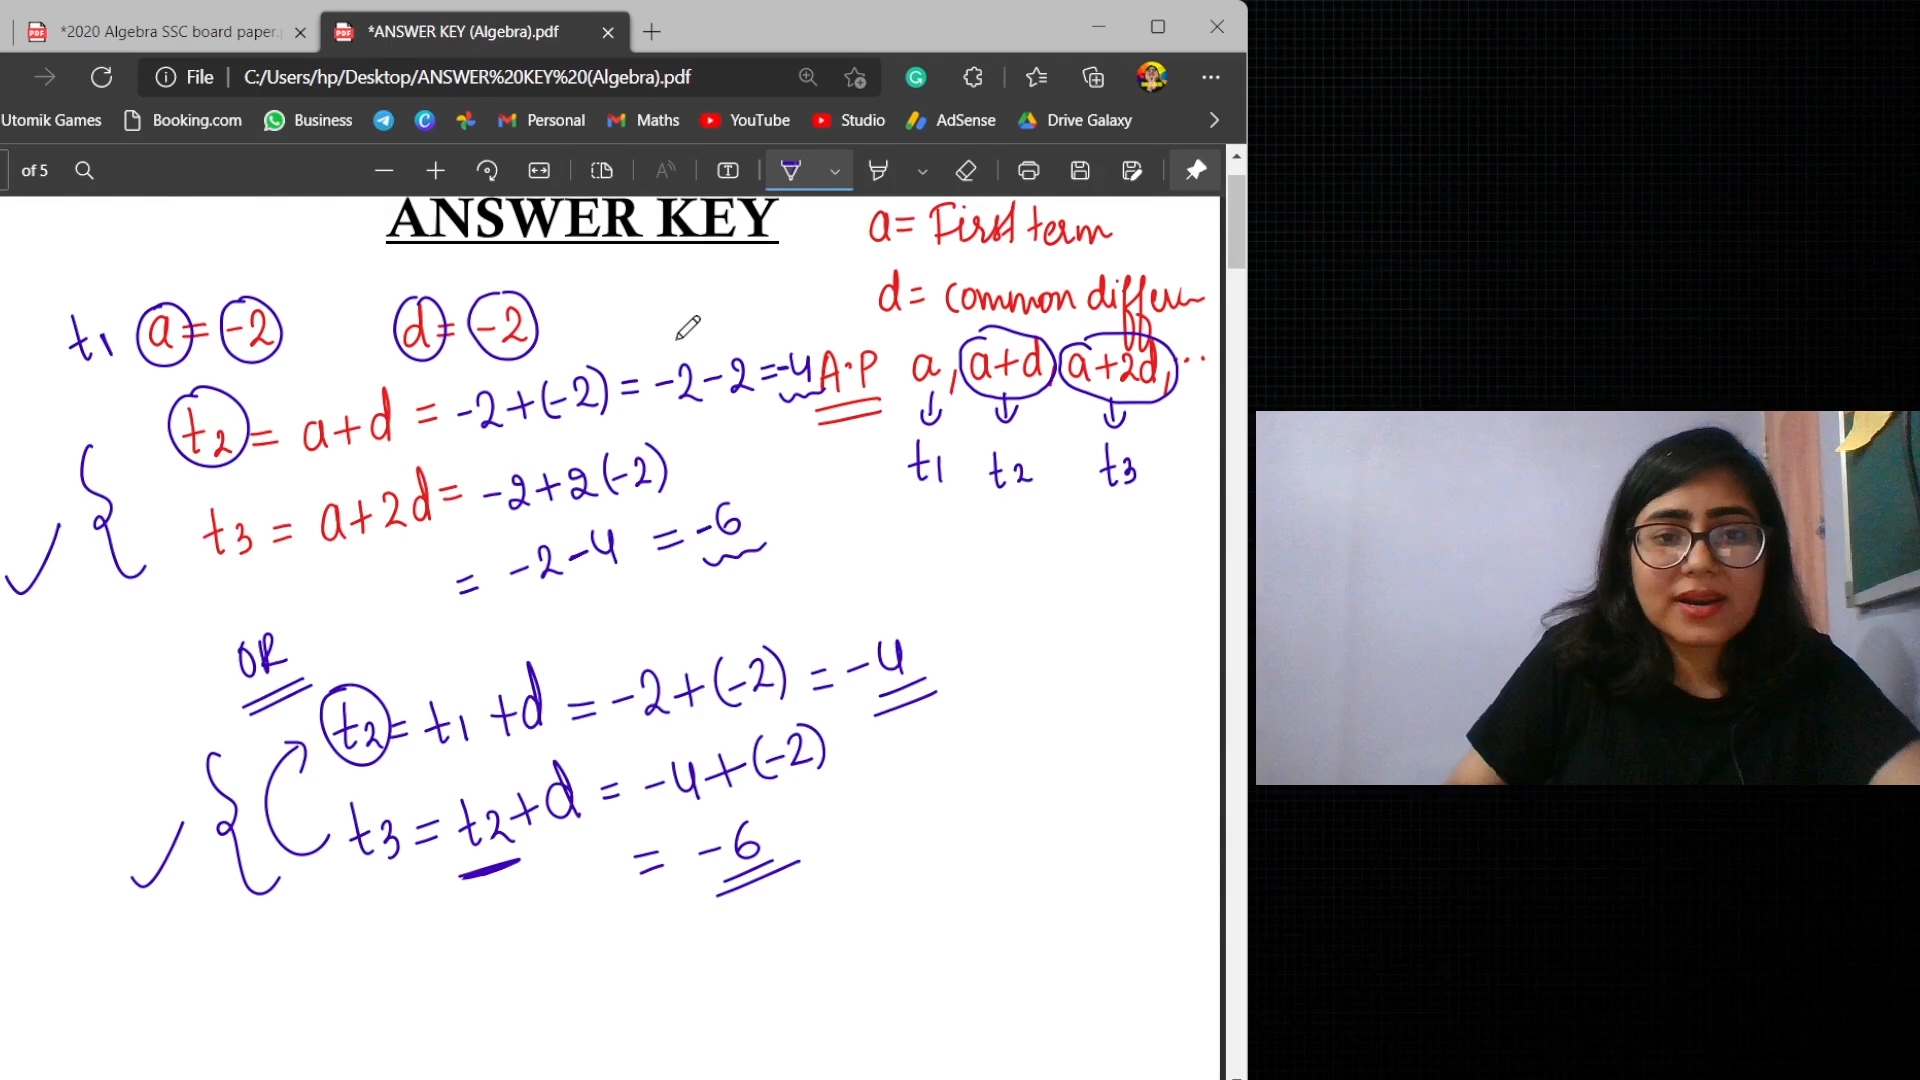 *2020 Algebra SSC board paper.p
*ANSWER KEY (Algebra).pdf
File
C:/Users/hp/Desktop/ANSWER%20KEY%20(Algebra).pdf
Utomik Games
Booking.com
Business
Personal
Maths
YouTube
Studio
AdSense
Drive Galaxy
of 5
ANSWER KEY
a = First term
d = common differen
t1 a = -2 d = -2
t2 = a+d = -2+(-2) = -2-2 = -4
A.P a, a+d, a+2d, ...
t1 t2 t3
t3 = a+2d = -2+2(-2)
= -2-4 = -6
OR
t2 = t1 + d = -2+(-2) = -4
t3 = t2+d = -4+(-2)
= -6